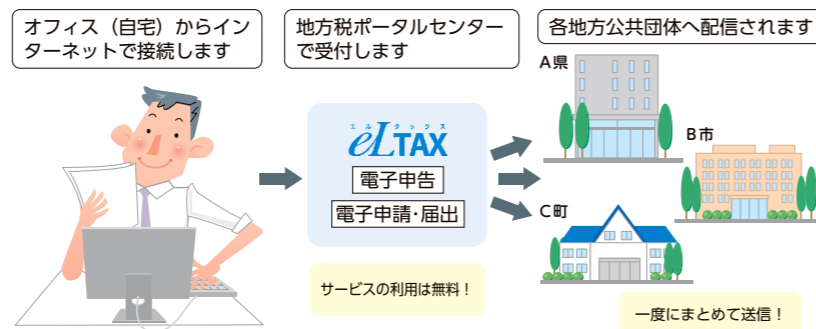 オフィス（自宅）からイン
ターネットで接続します
地方税ポータルセンター
で受付します
各地方公共団体へ配信されます
エルタックス
eLTAX
電子申告
電子申請・届出
サービスの利用は無料！
A県
B市
C町
一度にまとめて送信！